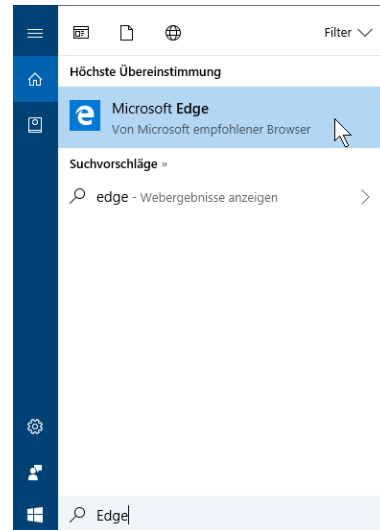 Filter
Höchste Übereinstimmung
Microsoft Edge
Von Microsoft empfohlener Browser
Suchvorschläge »
edge - Webergebnisse anzeigen
Edge